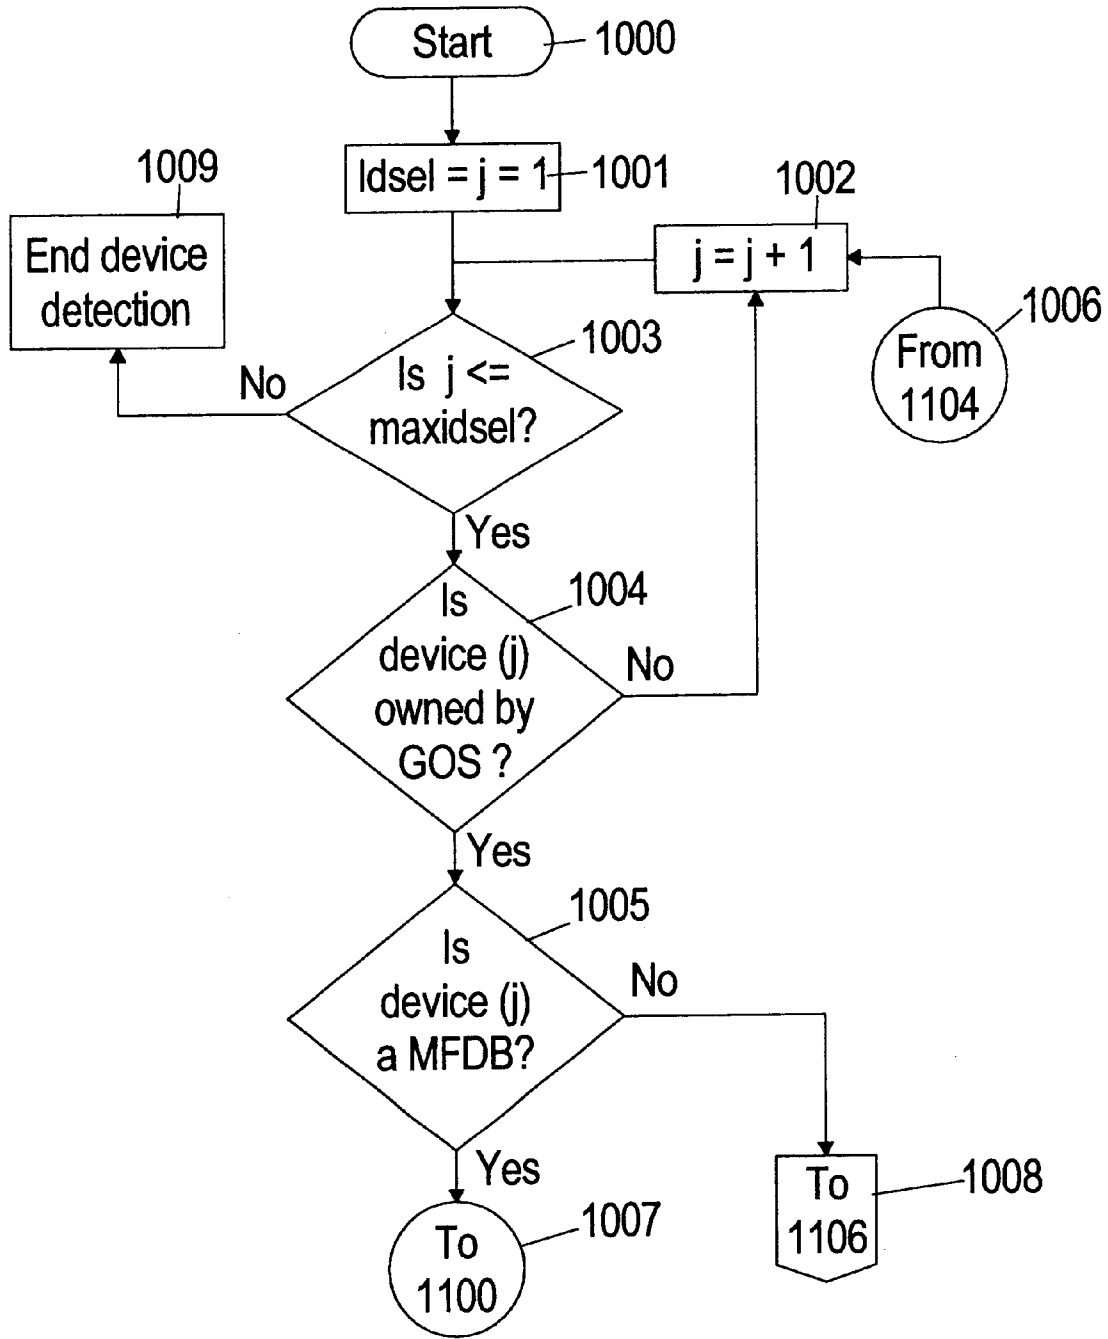 Start
1000
Idsel = j = 1
1001
1009
1002
End device
detection
j = j + 1
1006
From
1104
1003
Is j <=
maxidsel?
No
Yes
1004
Is
device (j)
owned by
GOS ?
No
Yes
1005
Is
device (j)
a MFDB?
No
Yes
1007
To
1100
1008
To
1106